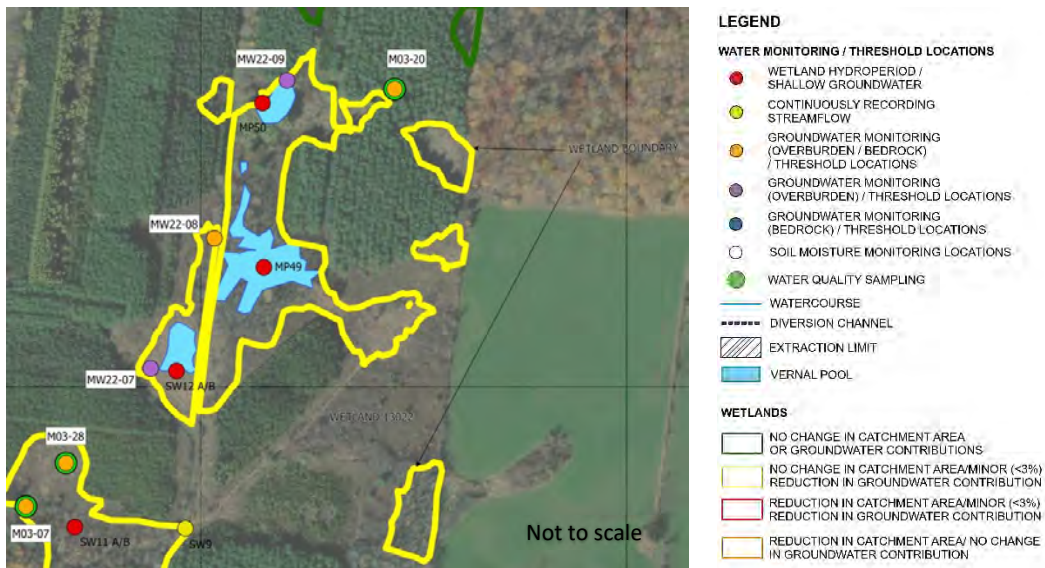 MW22-09
M03-20
MP50
WETLAND BOUNDARY
MW22-08
MP49
MW22-07
SW12 A/B
WETLAND 13022
M03-28
M03-07
SW11 A/B
SW9
Not to scale
LEGEND
WATER MONITORING / THRESHOLD LOCATIONS
WETLAND HYDROPERIOD /
SHALLOW GROUNDWATER
CONTINUOUSLY RECORDING
STREAMFLOW
GROUNDWATER MONITORING
(OVERBURDEN / BEDROCK)
/ THRESHOLD LOCATIONS
GROUNDWATER MONITORING
(OVERBURDEN) / THRESHOLD LOCATIONS
GROUNDWATER MONITORING
(BEDROCK) / THRESHOLD LOCATIONS
SOIL MOISTURE MONITORING LOCATIONS
WATER QUALITY SAMPLING
WATERCOURSE
DIVERSION CHANNEL
EXTRACTION LIMIT
VERNAL POOL
WETLANDS
NO CHANGE IN CATCHMENT AREA
OR GROUNDWATER CONTRIBUTIONS
NO CHANGE IN CATCHMENT AREA/MINOR (<3%)
REDUCTION IN GROUNDWATER CONTRIBUTION
REDUCTION IN CATCHMENT AREA/MINOR (<3%)
REDUCTION IN GROUNDWATER CONTRIBUTION
REDUCTION IN CATCHMENT AREA/ NO CHANGE
IN GROUNDWATER CONTRIBUTION